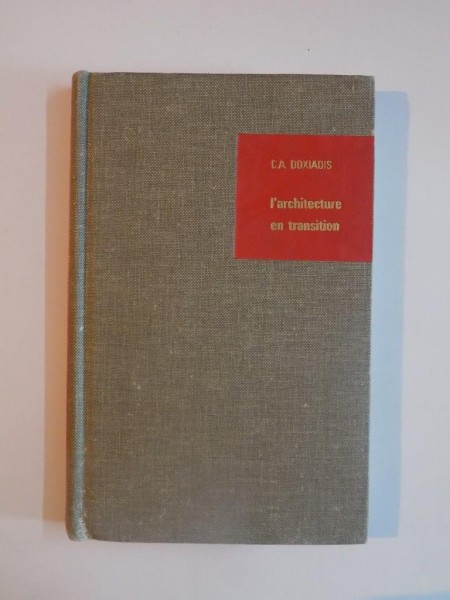 C.A. DOXIADIS
l'architecture
en transition